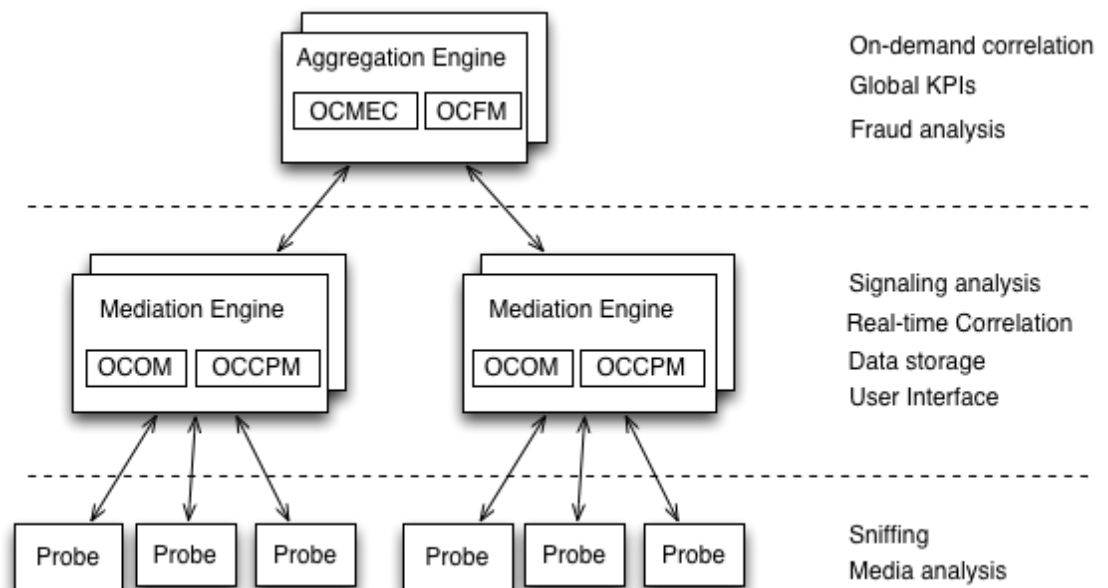 Aggregation Engine
OCMEC OCFM
On-demand correlation
Global KPIs
Fraud analysis
Mediation Engine
OCOM OCCPM
Mediation Engine
OCOM OCCPM
Signaling analysis
Real-time Correlation
Data storage
User Interface
Probe Probe Probe Probe Probe Probe
Sniffing
Media analysis